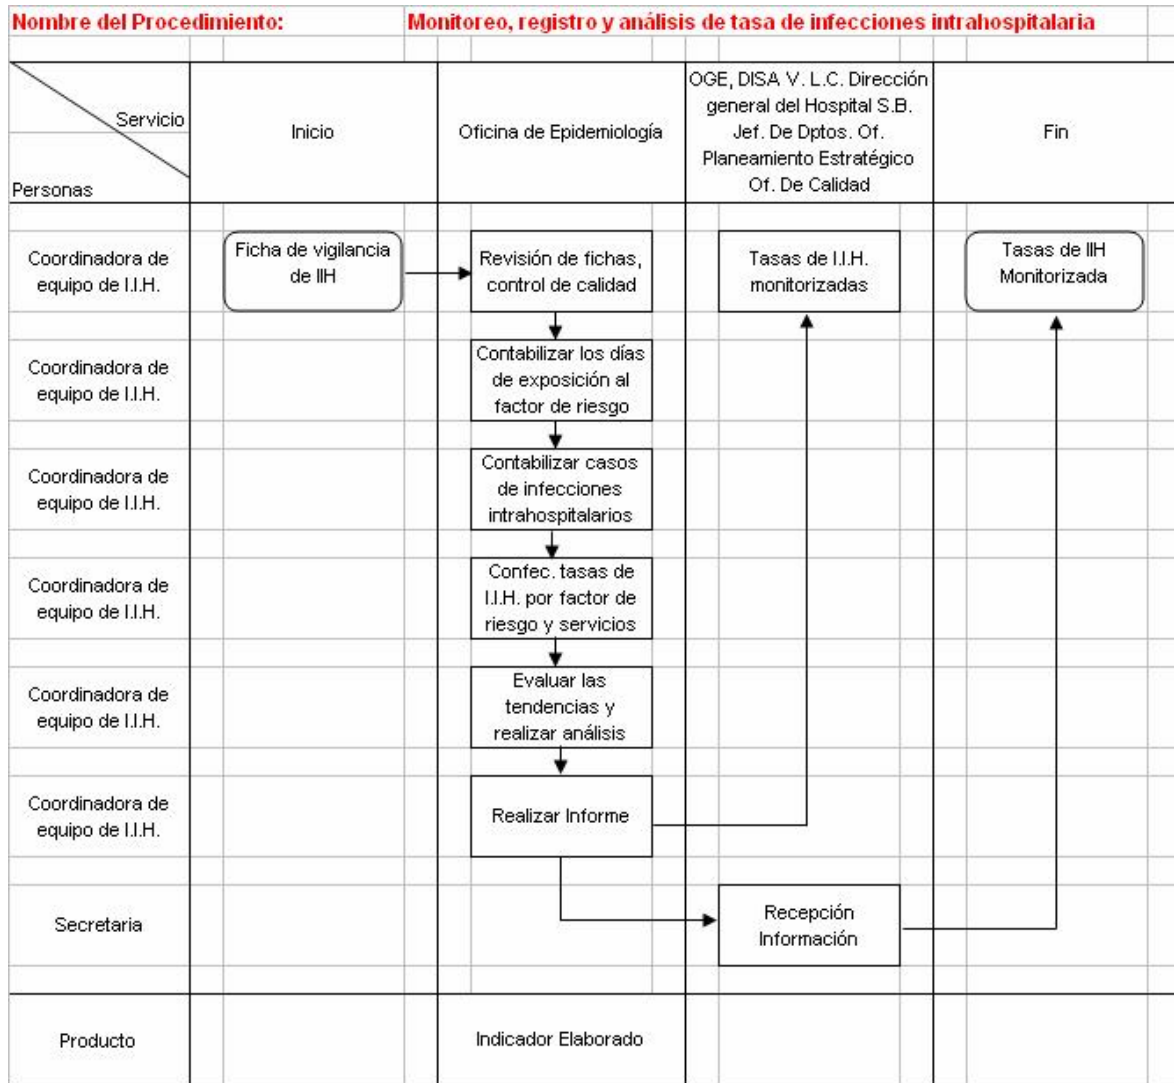 Nombre del Procedimiento: Monitoreo, registro y análisis de tasa de infecciones intrahospitalaria
Servicio
Personas
Inicio
Oficina de Epidemiología
OGE, DISA V. L.C. Dirección
general del Hospital S.B.
Jef. De Dptos. Of.
Planeamiento Estratégico
Of. De Calidad
Fin
Coordinadora de
equipo de I.I.H.
Ficha de vigilancia
de IIH
Revisión de fichas,
control de calidad
Tasas de I.I.H.
monitorizadas
Tasas de IIH
Monitorizada
Coordinadora de
equipo de I.I.H.
Contabilizar los días
de exposición al
factor de riesgo
Coordinadora de
equipo de I.I.H.
Contabilizar casos
de infecciones
intrahospitalarios
Coordinadora de
equipo de I.I.H.
Confec. tasas de
I.I.H. por factor de
riesgo y servicios
Coordinadora de
equipo de I.I.H.
Evaluar las
tendencias y
realizar análisis
Coordinadora de
equipo de I.I.H.
Realizar Informe
Secretaria
Recepción
Información
Producto
Indicador Elaborado